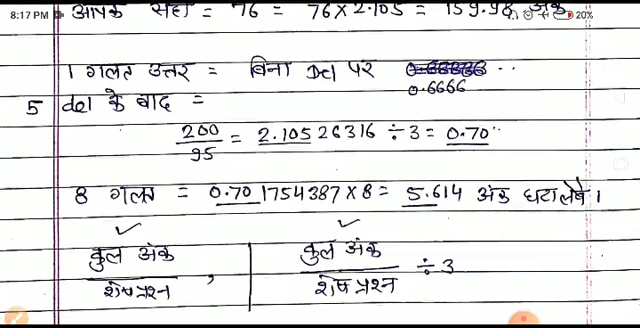 8:17 PM 20%
आपके सही = 76 = 76 × 2.105 = 159.98 अंक
1 गलत उत्तर = बिना Del पर ..
0.6666
5 del के बाद =
200/95 = 2.10526316 ÷ 3 = 0.70
8 गलत = 0.701754387 × 8 = 5.614 अंक घटा लेवे।
✓ ✓
कुल अंक/शेष प्रश्न , कुल अंक/शेष प्रश्न ÷ 3